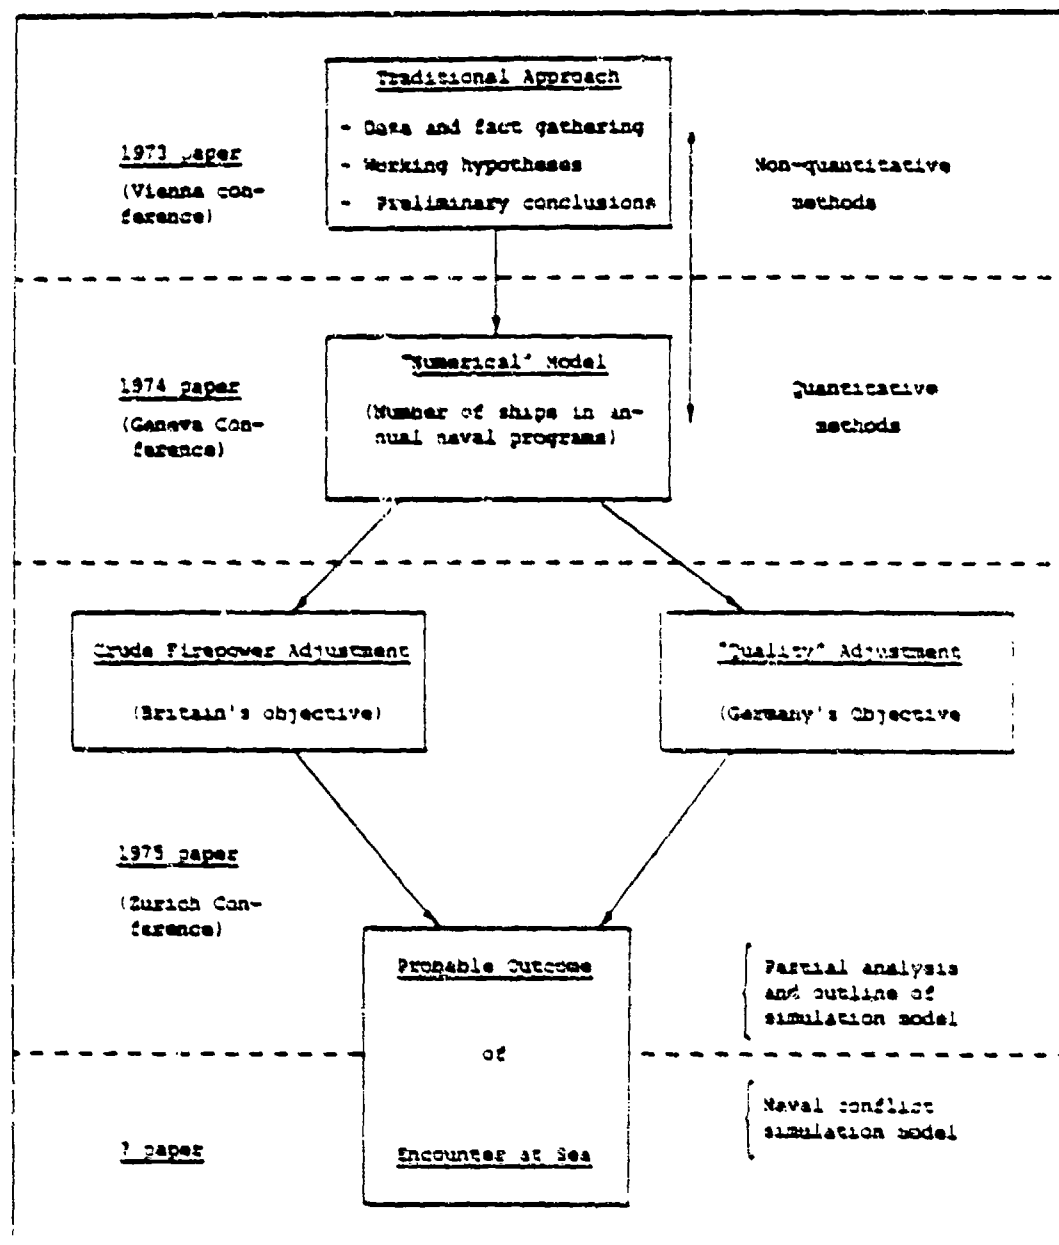 Traditional Approach
- Data and fact gathering
- Working hypotheses
- Preliminary conclusions
1973 paper
(Vienna con-
ference)
Non-quantitative
methods
"Numerical" Model
(Number of ships in an-
nual naval programs)
1974 paper
(Geneva Con-
ference)
Quantitative
methods
Crude Firepower Adjustment
(Britain's objective)
"Quality" Adjustment
(Germany's Objective
1975 paper
(Zurich Con-
ference)
Probable Outcome
of
Encounter at Sea
Partial analysis
and outline of
simulation model
Naval conflict
simulation model
? paper